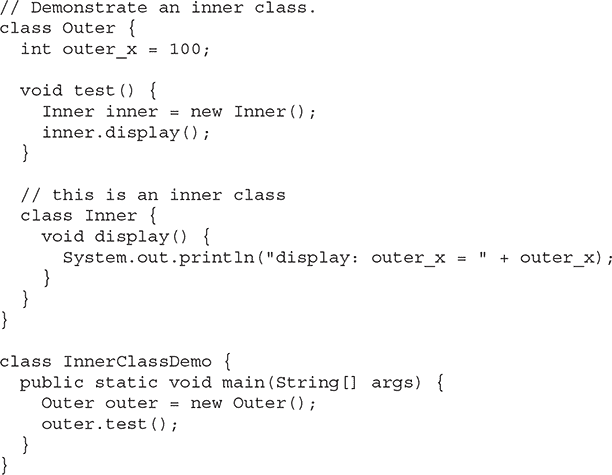 // Demonstrate an inner class.
class Outer {
  int outer_x = 100;

  void test() {
    Inner inner = new Inner();
    inner.display();
  }

  // this is an inner class
  class Inner {
    void display() {
      System.out.println("display: outer_x = " + outer_x);
    }
  }
}

class InnerClassDemo {
  public static void main(String[] args) {
    Outer outer = new Outer();
    outer.test();
  }
}